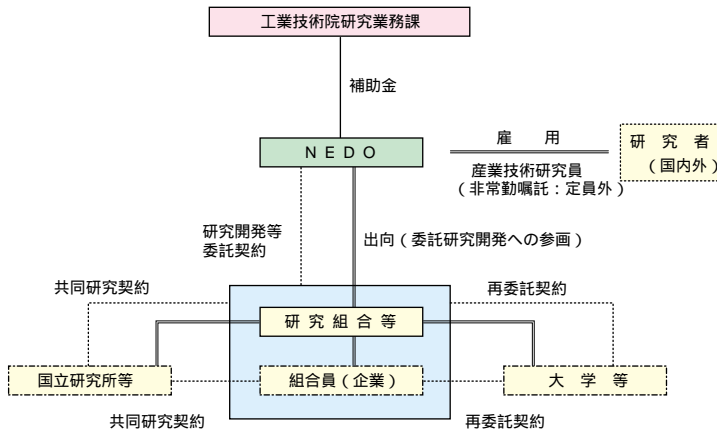 工業技術院研究業務課
補助金
NEDO
雇用
研究者
(国内外)
産業技術研究員
(非常勤嘱託:定員外)
研究開発等
委託契約
出向(委託研究開発への参画)
共同研究契約
再委託契約
研究組合等
国立研究所等
組合員(企業)
大学等
共同研究契約
再委託契約